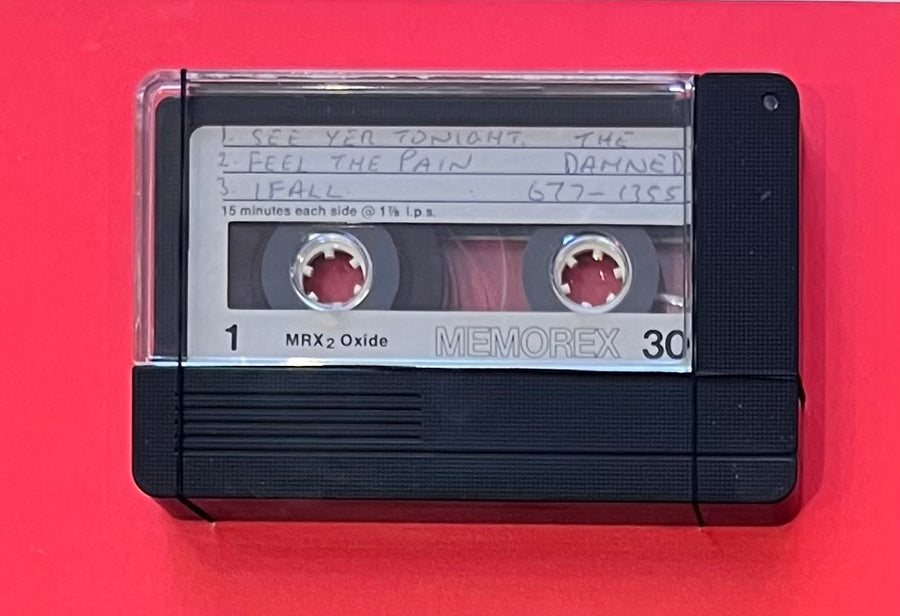 1. SEE YER TONIGHT. THE
2. FEEL THE PAIN DAMNED
3. I FALL 677-1355
15 minutes each side @ 1⅞ i.p.s.
1 MRX2 Oxide MEMOREX 30